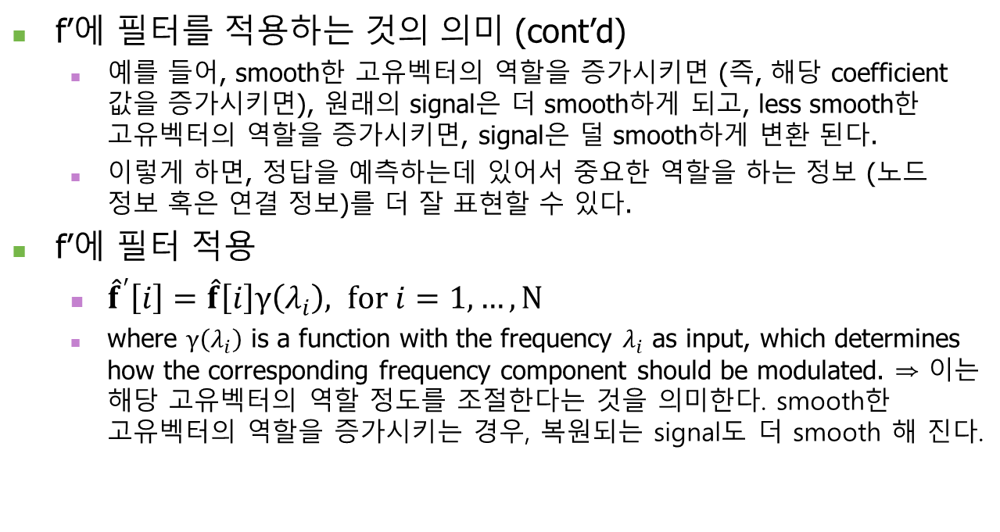 f’에 필터를 적용하는 것의 의미 (cont’d)
예를 들어, smooth한 고유벡터의 역할을 증가시키면 (즉, 해당 coefficient
값을 증가시키면), 원래의 signal은 더 smooth하게 되고, less smooth한
고유벡터의 역할을 증가시키면, signal은 덜 smooth하게 변환 된다.
이렇게 하면, 정답을 예측하는데 있어서 중요한 역할을 하는 정보 (노드
정보 혹은 연결 정보)를 더 잘 표현할 수 있다.
f’에 필터 적용
f̂′[i] = f̂[i]γ(λᵢ), for i = 1, … , N
where γ(λᵢ) is a function with the frequency λᵢ as input, which determines
how the corresponding frequency component should be modulated. ⇒ 이는
해당 고유벡터의 역할 정도를 조절한다는 것을 의미한다. smooth한
고유벡터의 역할을 증가시키는 경우, 복원되는 signal도 더 smooth 해 진다.